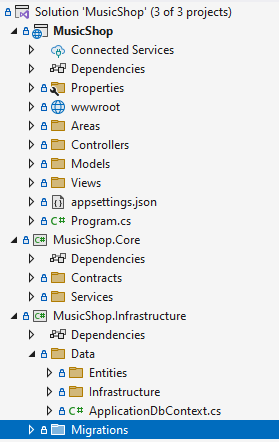 Solution 'MusicShop' (3 of 3 projects)
MusicShop
Connected Services
Dependencies
Properties
wwwroot
Areas
Controllers
Models
Views
appsettings.json
C# Program.cs
C# MusicShop.Core
Dependencies
Contracts
Services
C# MusicShop.Infrastructure
Dependencies
Data
Entities
Infrastructure
C# ApplicationDbContext.cs
Migrations